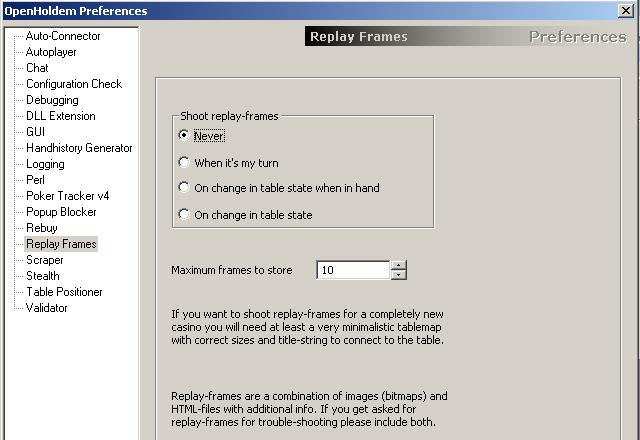 OpenHoldem Preferences
Replay Frames
Preferences
Auto-Connector
Autoplayer
Chat
Configuration Check
Debugging
DLL Extension
GUI
Handhistory Generator
Logging
Perl
Poker Tracker v4
Popup Blocker
Rebuy
Replay Frames
Scraper
Stealth
Table Positioner
Validator
Shoot replay-frames
Never
When it's my turn
On change in table state when in hand
On change in table state
Maximum frames to store
10
If you want to shoot replay-frames for a completely new
casino you will need at least a very minimalistic tablemap
with correct sizes and title-string to connect to the table.
Replay-frames are a combination of images (bitmaps) and
HTML-files with additional info. If you get asked for
replay-frames for trouble-shooting please include both.